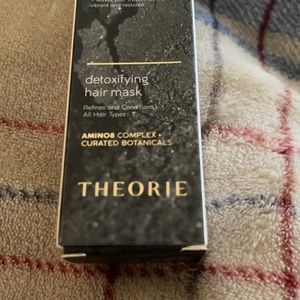 vibrant and restored
detoxifying
hair mask
Refines and Conditions
All Hair Types
AMINO8 COMPLEX +
CURATED BOTANICALS
THEORIE